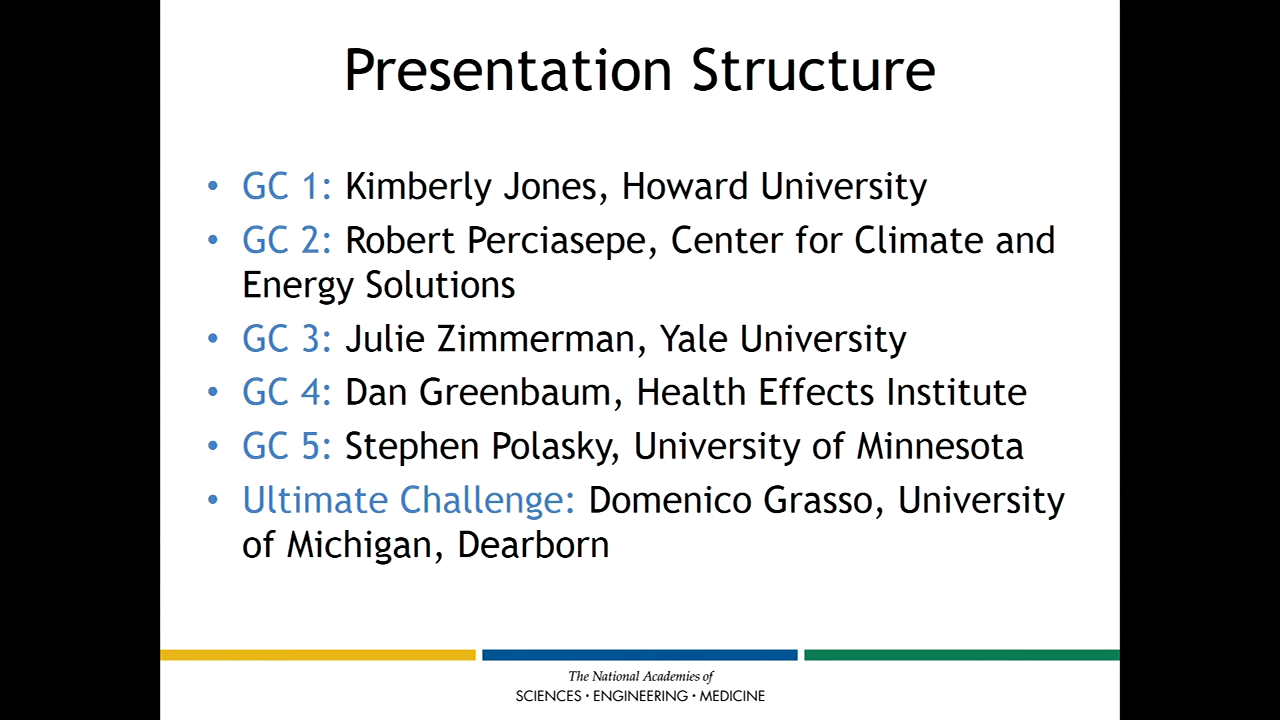 Presentation Structure
• GC 1: Kimberly Jones, Howard University
• GC 2: Robert Perciasepe, Center for Climate and
Energy Solutions
• GC 3: Julie Zimmerman, Yale University
• GC 4: Dan Greenbaum, Health Effects Institute
• GC 5: Stephen Polasky, University of Minnesota
• Ultimate Challenge: Domenico Grasso, University
of Michigan, Dearborn
The National Academies of
SCIENCES · ENGINEERING · MEDICINE